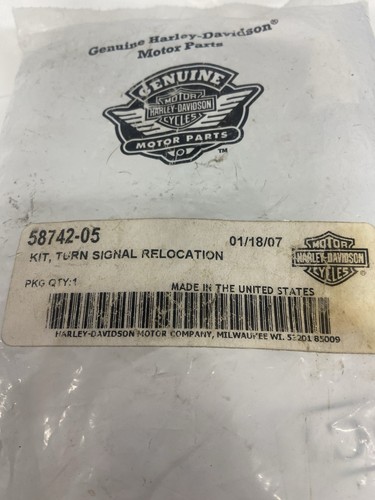 Genuine Harley-Davidson®
Motor Parts
GENUINE
MOTOR
HARLEY-DAVIDSON
CYCLES
MOTOR PARTS
TM
58742-05
01/18/07
KIT, TURN SIGNAL RELOCATION
MOTOR
HARLEY-DAVIDSON
CYCLES
PKG QTY:1
MADE IN THE UNITED STATES
HARLEY-DAVIDSON MOTOR COMPANY, MILWAUKEE WI. 53201 85009